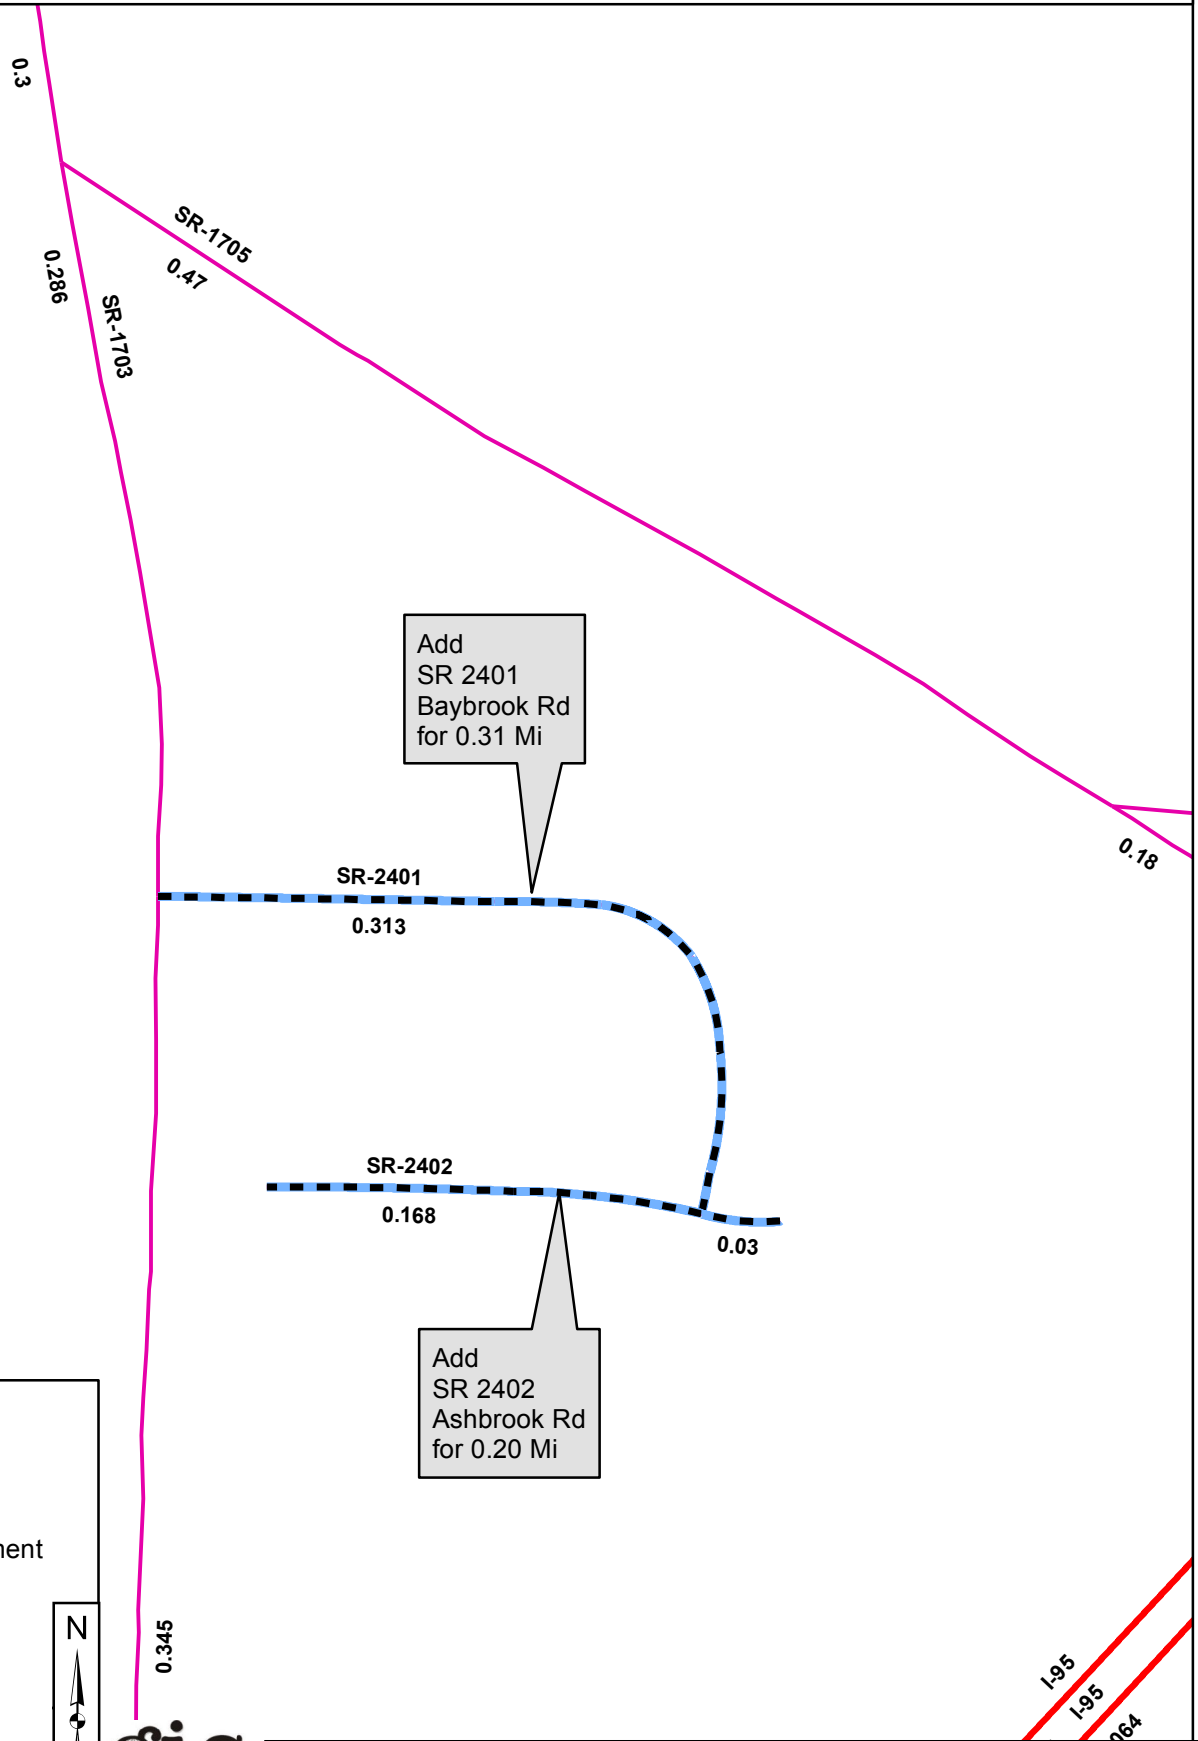 0.3
SR-1705
0.47
0.286
SR-1703
Add
SR 2401
Baybrook Rd
for 0.31 Mi
0.18
SR-2401
0.313
SR-2402
0.168
0.03
Add
SR 2402
Ashbrook Rd
for 0.20 Mi
N
0.345
I-95
I-95